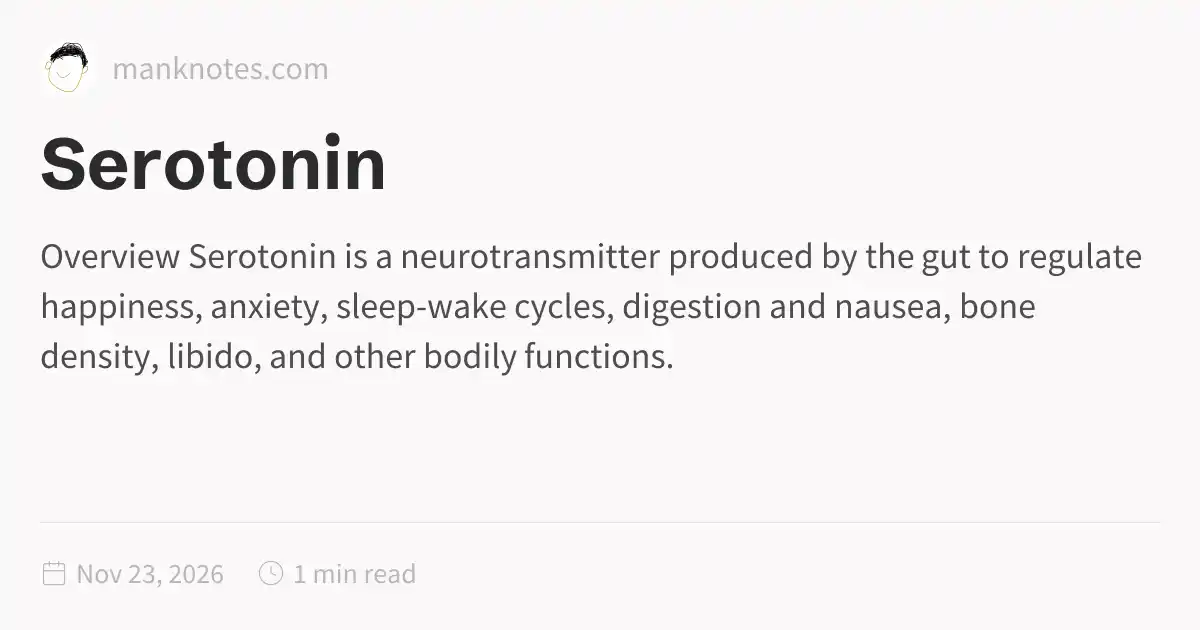 manknotes.com
Serotonin
Overview Serotonin is a neurotransmitter produced by the gut to regulate
happiness, anxiety, sleep-wake cycles, digestion and nausea, bone
density, libido, and other bodily functions.
Nov 23, 2026 1 min read